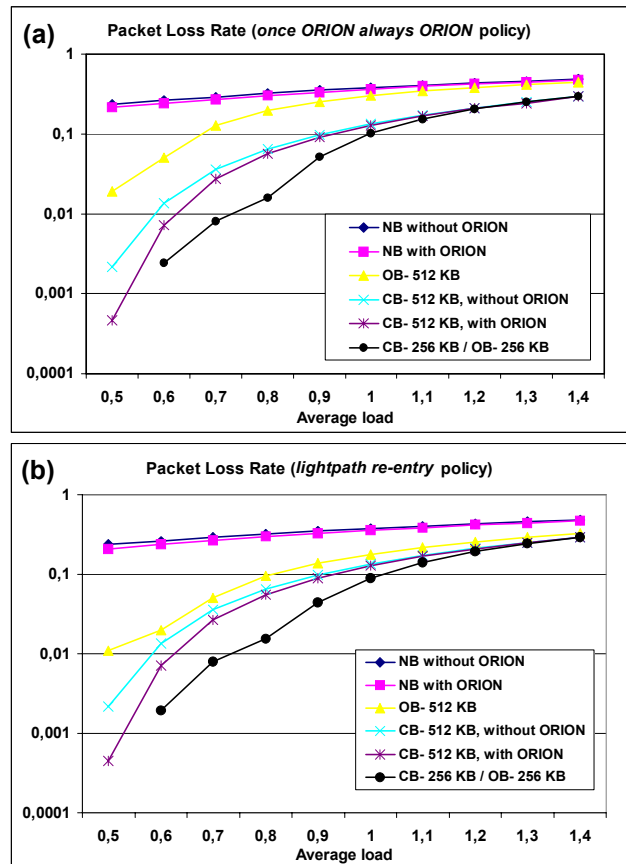 (a)
Packet Loss Rate (once ORION always ORION policy)
1
0,1
0,01
0,001
0,0001
NB without ORION
NB with ORION
OB- 512 KB
CB- 512 KB, without ORION
CB- 512 KB, with ORION
CB- 256 KB / OB- 256 KB
0,5 0,6 0,7 0,8 0,9 1 1,1 1,2 1,3 1,4
Average load
(b)
Packet Loss Rate (lightpath re-entry policy)
1
0,1
0,01
0,001
0,0001
NB without ORION
NB with ORION
OB- 512 KB
CB- 512 KB, without ORION
CB- 512 KB, with ORION
CB- 256 KB / OB- 256 KB
0,5 0,6 0,7 0,8 0,9 1 1,1 1,2 1,3 1,4
Average load